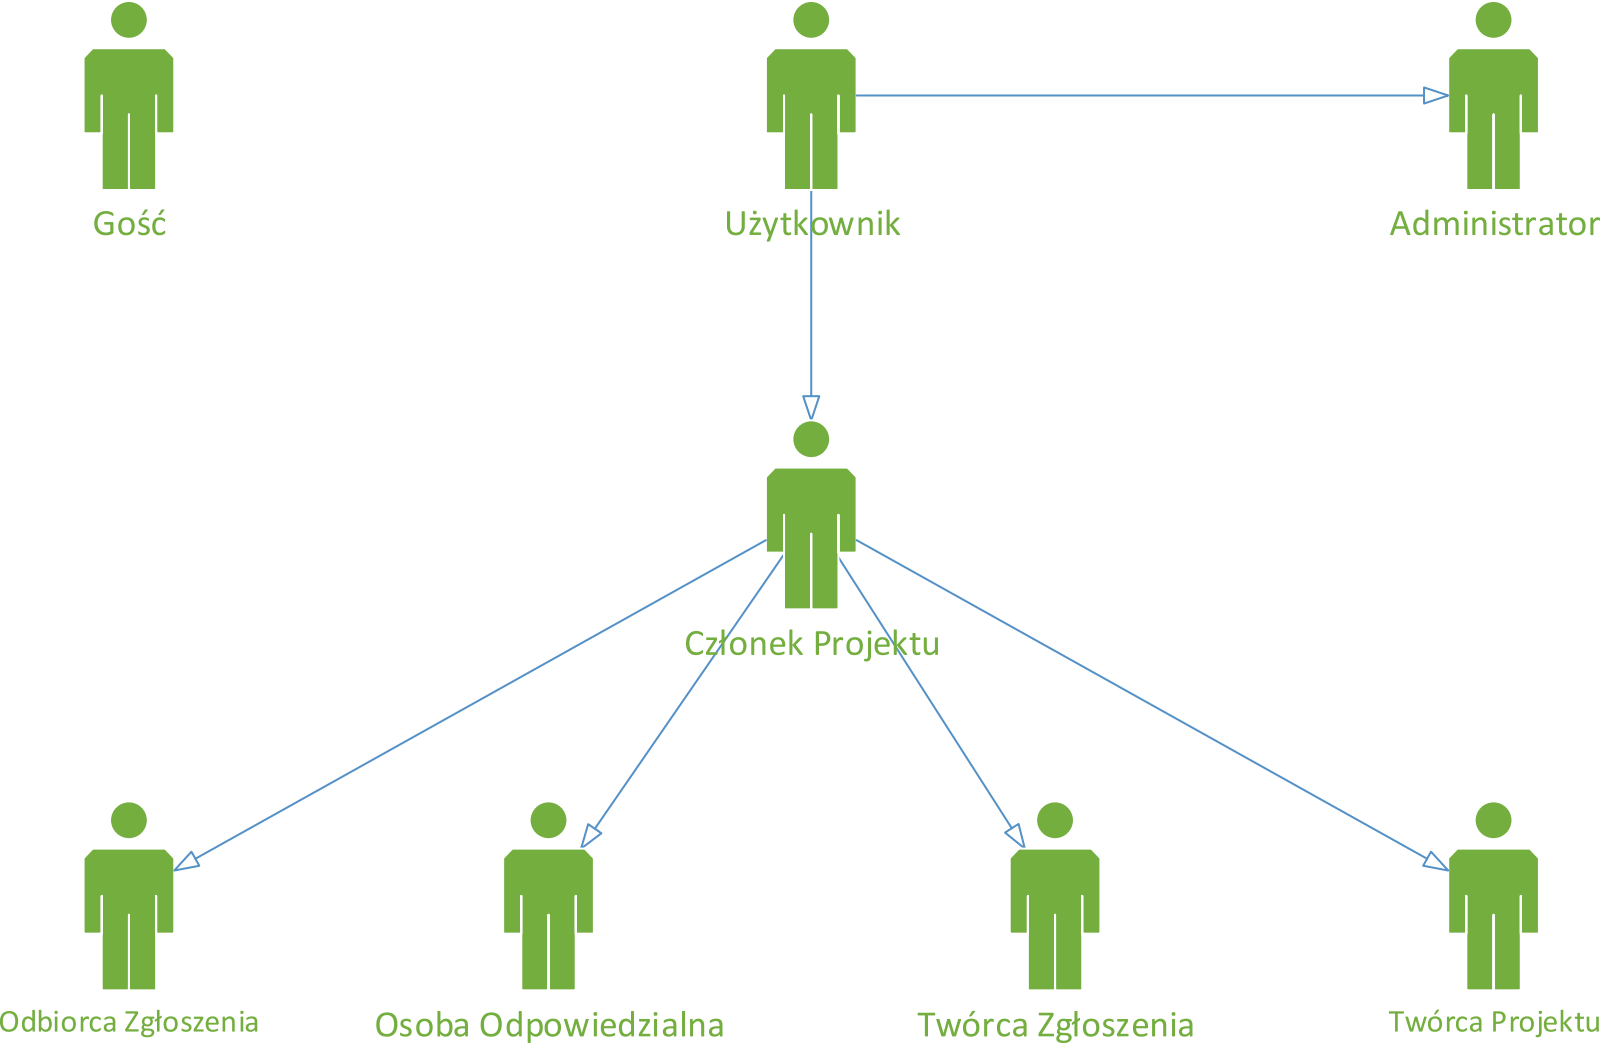 Gość
Użytkownik
Administrator
Członek Projektu
Odbiorca Zgłoszenia
Osoba Odpowiedzialna
Twórca Zgłoszenia
Twórca Projektu